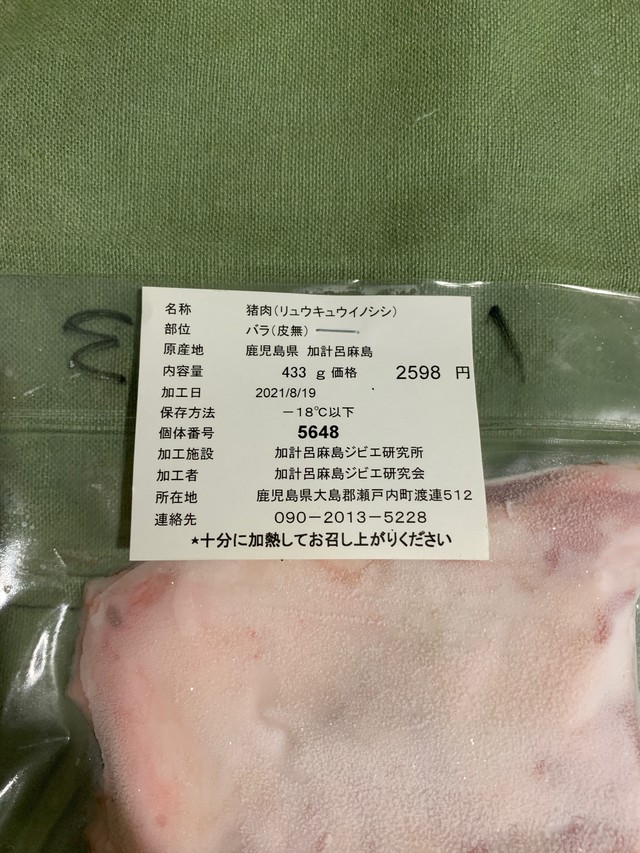 名称 猪肉(リュウキュウイノシシ)
部位 バラ(皮無)
原産地 鹿児島県 加計呂麻島
内容量 433 g 価格 2598 円
加工日 2021/8/19
保存方法 －18℃以下
個体番号 5648
加工施設 加計呂麻島ジビエ研究所
加工者 加計呂麻島ジビエ研究会
所在地 鹿児島県大島郡瀬戸内町渡連512
連絡先 090－2013－5228
*十分に加熱してお召し上がりください